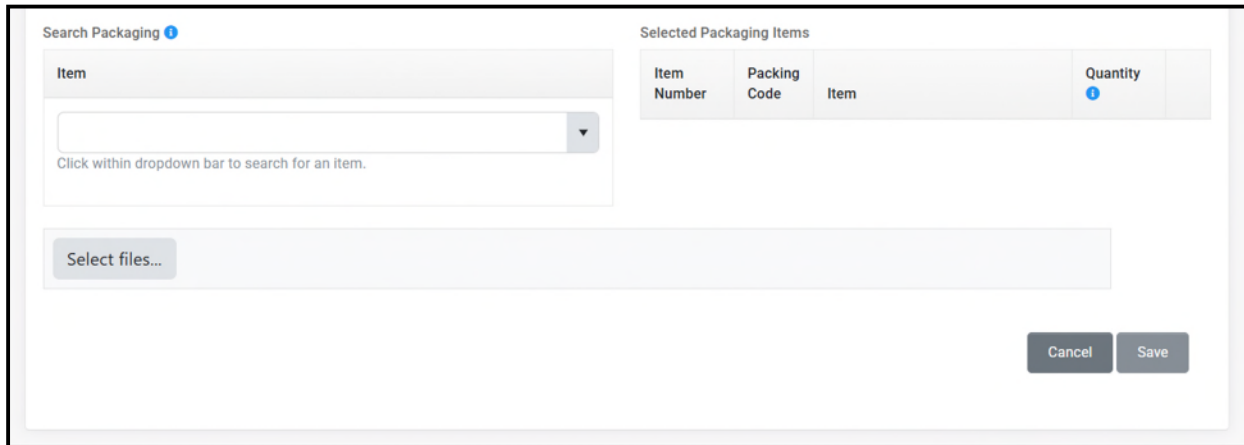 Search Packaging
Item
Click within dropdown bar to search for an item.
Selected Packaging Items
Item Number
Packing Code
Item
Quantity
Select files...
Cancel
Save